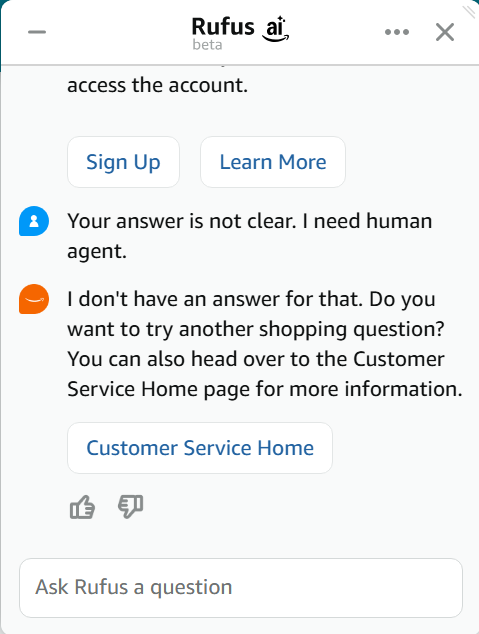 Rufus ai
beta
access the account.
Sign Up
Learn More
Your answer is not clear. I need human
agent.
I don't have an answer for that. Do you
want to try another shopping question?
You can also head over to the Customer
Service Home page for more information.
Customer Service Home
Ask Rufus a question